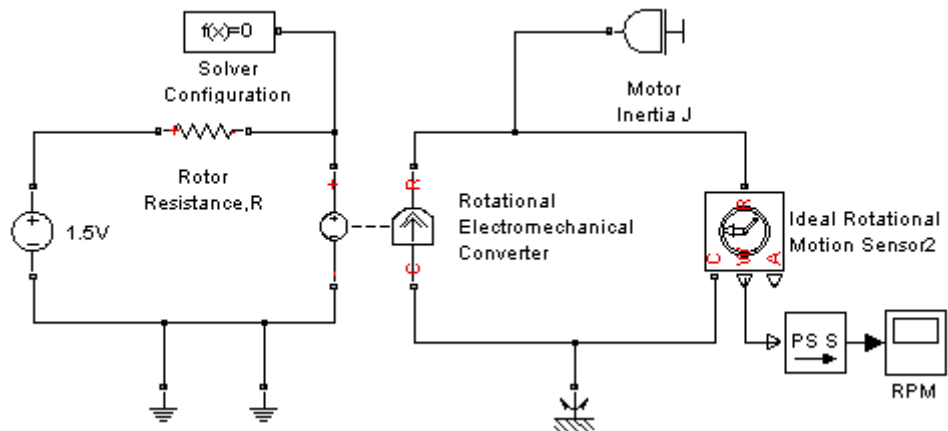 f(x)=0
Solver
Configuration
Motor
Inertia J
+
Rotor
Resistance,R
1.5V
+
R
C
Rotational
Electromechanical
Converter
R
C
W
A
Ideal Rotational
Motion Sensor2
PS S
RPM